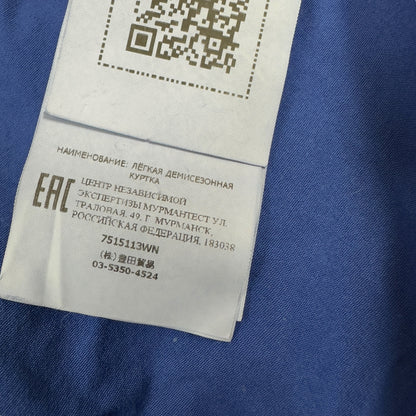 НАИМЕНОВАНИЕ: ЛЁГКАЯ ДЕМИСЕЗОННАЯ
КУРТКА
EAC
ЦЕНТР НЕЗАВИСИМОЙ
ЭКСПЕРТИЗЫ МУРМАНТЕСТ УЛ.
ТРАЛОВАЯ, 49, Г. МУРМАНСК,
РОССИЙСКАЯ ФЕДЕРАЦИЯ, 183038
7515113WN
(株) 豊田貿易
03-5350-4524